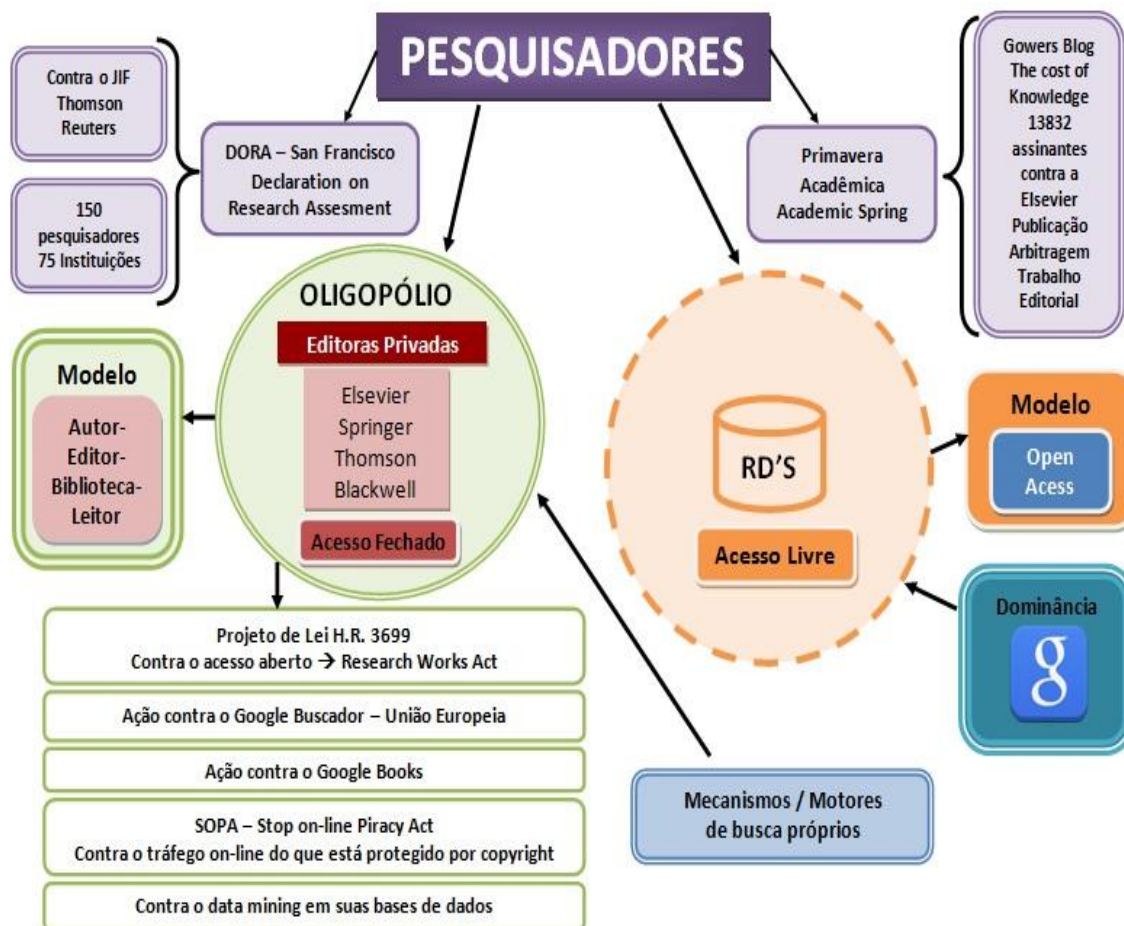 PESQUISADORES
Contra o JIF
Thomson
Reuters
150
pesquisadores
75 Instituições
DORA – San Francisco
Declaration on
Research Assesment
Primavera
Acadêmica
Academic Spring
Gowers Blog
The cost of
Knowledge
13832
assinantes
contra a
Elsevier
Publicação
Arbitragem
Trabalho
Editorial
OLIGOPÓLIO
Editoras Privadas
Elsevier
Springer
Thomson
Blackwell
Acesso Fechado
Modelo
Autor-
Editor-
Biblioteca-
Leitor
RD'S
Acesso Livre
Modelo
Open
Acess
Dominância
g
Projeto de Lei H.R. 3699
Contra o acesso aberto → Research Works Act
Ação contra o Google Buscador – União Europeia
Ação contra o Google Books
SOPA – Stop on-line Piracy Act
Contra o tráfego on-line do que está protegido por copyright
Contra o data mining em suas bases de dados
Mecanismos / Motores
de busca próprios